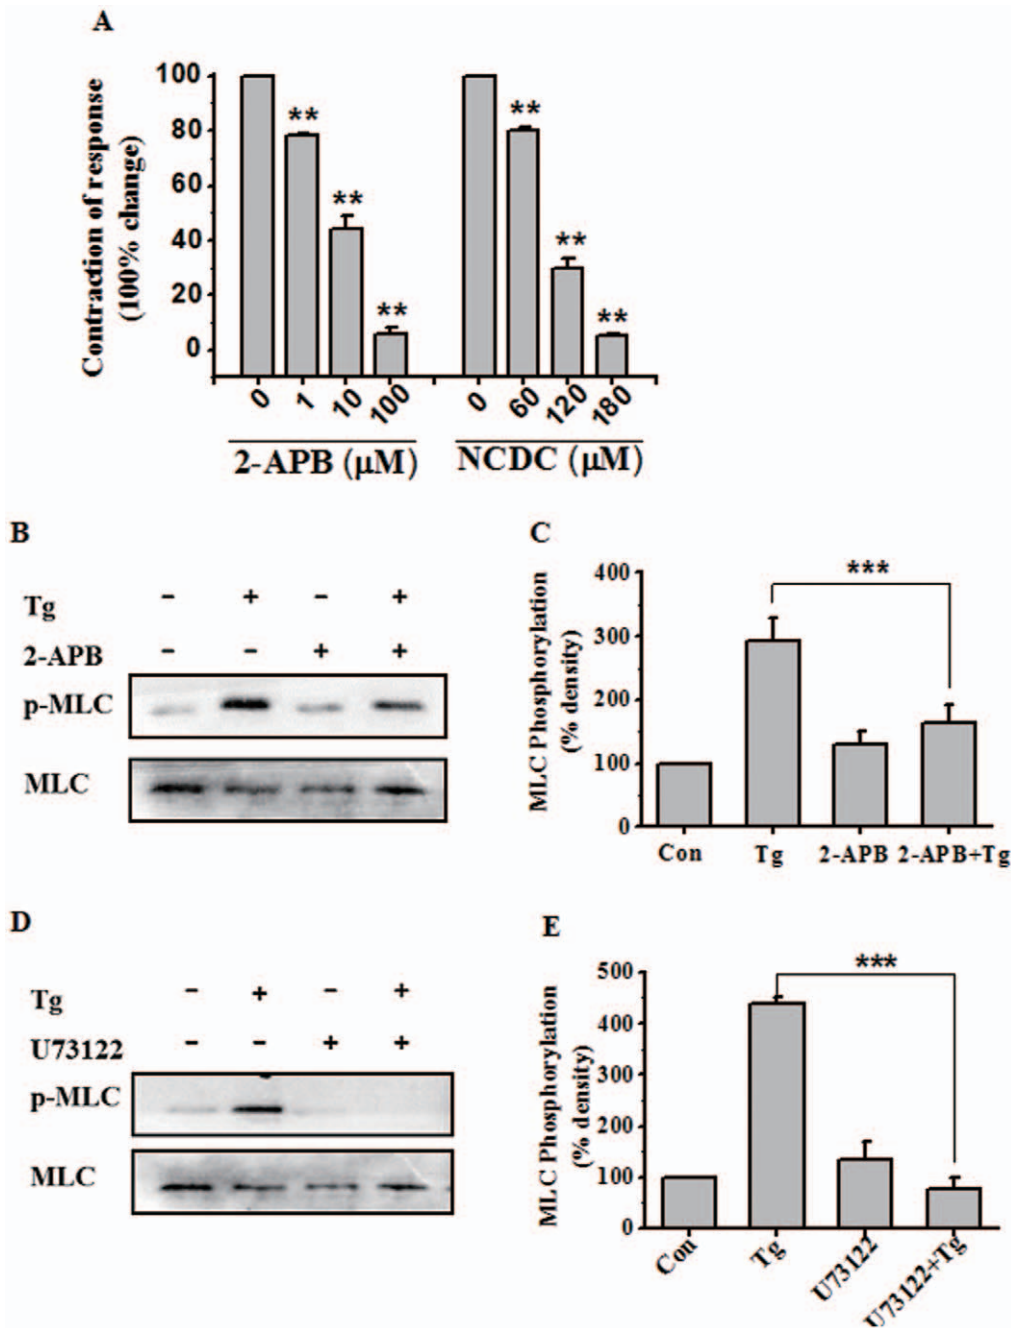 A
Contraction of response
(100% change)
100
80
60
40
20
0
** ** ** ** ** **
0 1 10 100 0 60 120 180
2-APB (μM) NCDC (μM)
B
Tg - + - +
2-APB - - + +
p-MLC
MLC
C
MLC Phosphorylation
(% density)
400
300
200
100
0
***
Con Tg 2-APB 2-APB+Tg
D
Tg - + - +
U73122 - - + +
p-MLC
MLC
E
MLC Phosphorylation
(% density)
500
400
300
200
100
0
***
Con Tg U73122 U73122+Tg